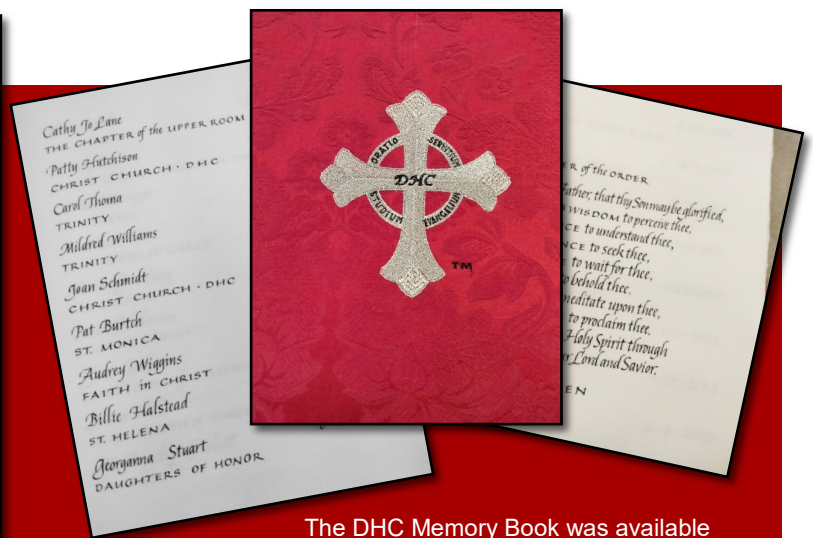 Cathy Jo Lane
THE CHAPTER of the UPPER ROOM
Patty Hutchison
CHRIST CHURCH · DHC
Carol Thoma
TRINITY
Mildred Williams
TRINITY
Joan Schmidt
CHRIST CHURCH · DHC
Pat Burtch
ST. MONICA
Audrey Wiggins
FAITH in CHRIST
Billie Halstead
ST. HELENA
Georganna Stuart
DAUGHTERS OF HONOR
ORATIO SERVITIUM
DHC
STUDIUM EVANGELIUM
TM
R of the ORDER
Father, that thy Son may be glorified,
WISDOM to perceive thee,
CE to understand thee,
NCE to seek thee,
to wait for thee,
o behold thee,
meditate upon thee,
to proclaim thee,
Holy Spirit through
ur Lord and Savior.
EN
The DHC Memory Book was available